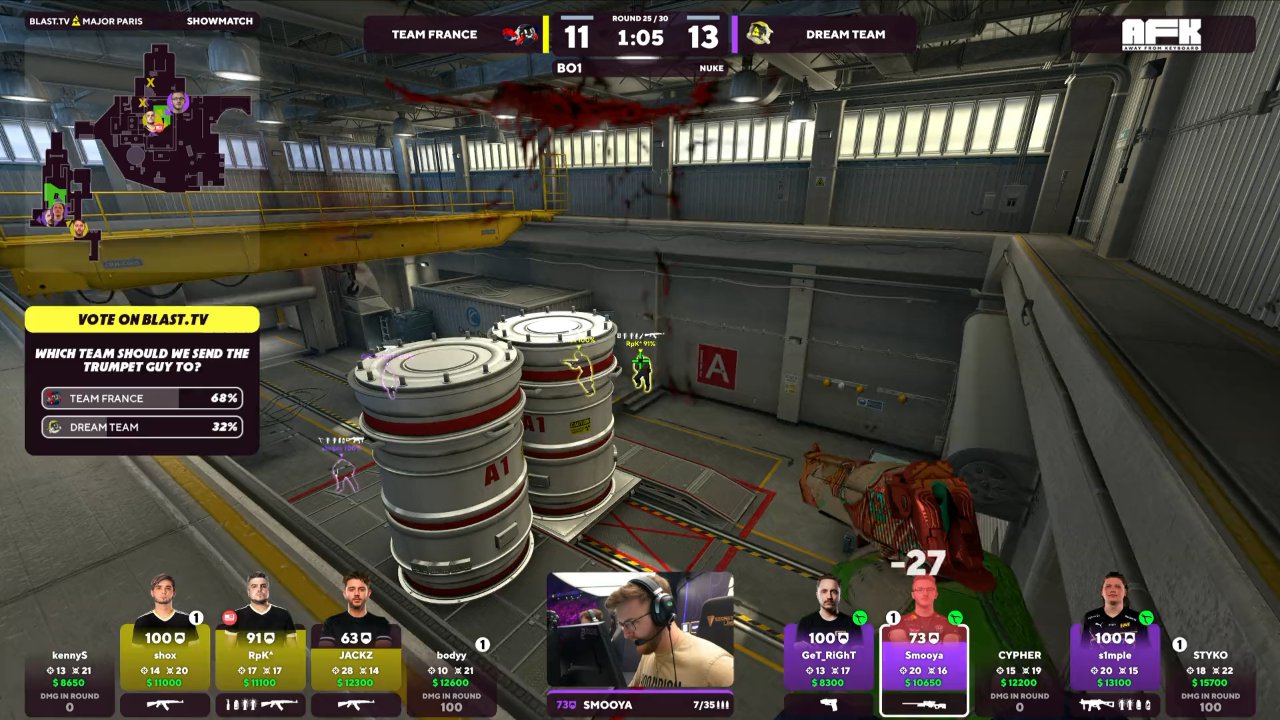 BLAST.TV MAJOR PARIS
SHOWMATCH
TEAM FRANCE
11
ROUND 25 / 30
1:05
13
DREAM TEAM
BO1
NUKE
AFK
AWAY FROM KEYBOARD
VOTE ON BLAST.TV
WHICH TEAM SHOULD WE SEND THE
TRUMPET GUY TO?
TEAM FRANCE 68%
DREAM TEAM 32%
RpK* 91%
A
A1
A1
CAUTION
-27
kennyS
13 21
$ 8650
DMG IN ROUND
0
1
100
shox
14 20
$ 11000
91
RpK*
17 17
$ 11100
63
JACKZ
28 14
$ 12300
1
bodyy
10 21
$ 12600
DMG IN ROUND
100
73 SMOOYA 7/35
100
GeT_RiGhT
13 17
$ 8300
1
73
Smooya
20 16
$ 10650
CYPHER
15 19
$ 12200
DMG IN ROUND
0
100
s1mple
20 15
$ 13100
1
STYKO
18 22
$ 15700
DMG IN ROUND
100